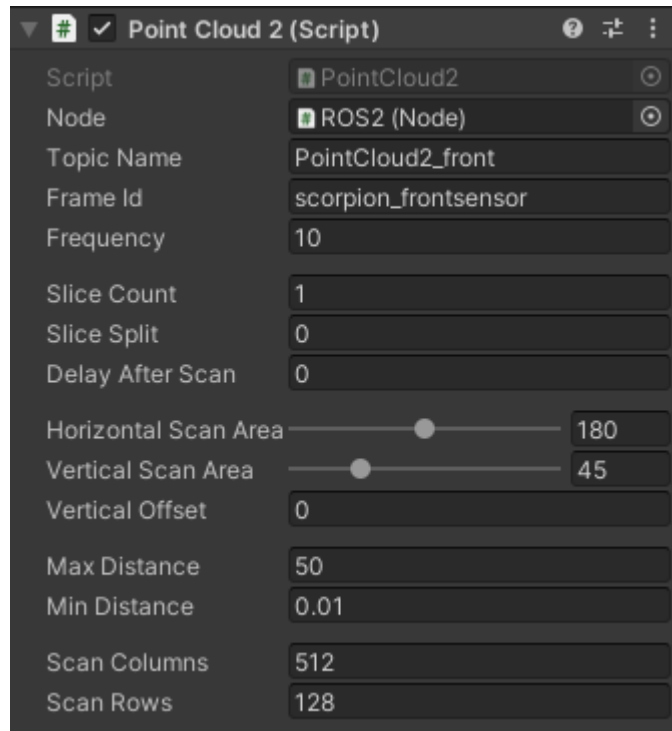 # Point Cloud 2 (Script)
Script # PointCloud2
Node # ROS2 (Node)
Topic Name PointCloud2_front
Frame Id scorpion_frontsensor
Frequency 10
Slice Count 1
Slice Split 0
Delay After Scan 0
Horizontal Scan Area 180
Vertical Scan Area 45
Vertical Offset 0
Max Distance 50
Min Distance 0.01
Scan Columns 512
Scan Rows 128